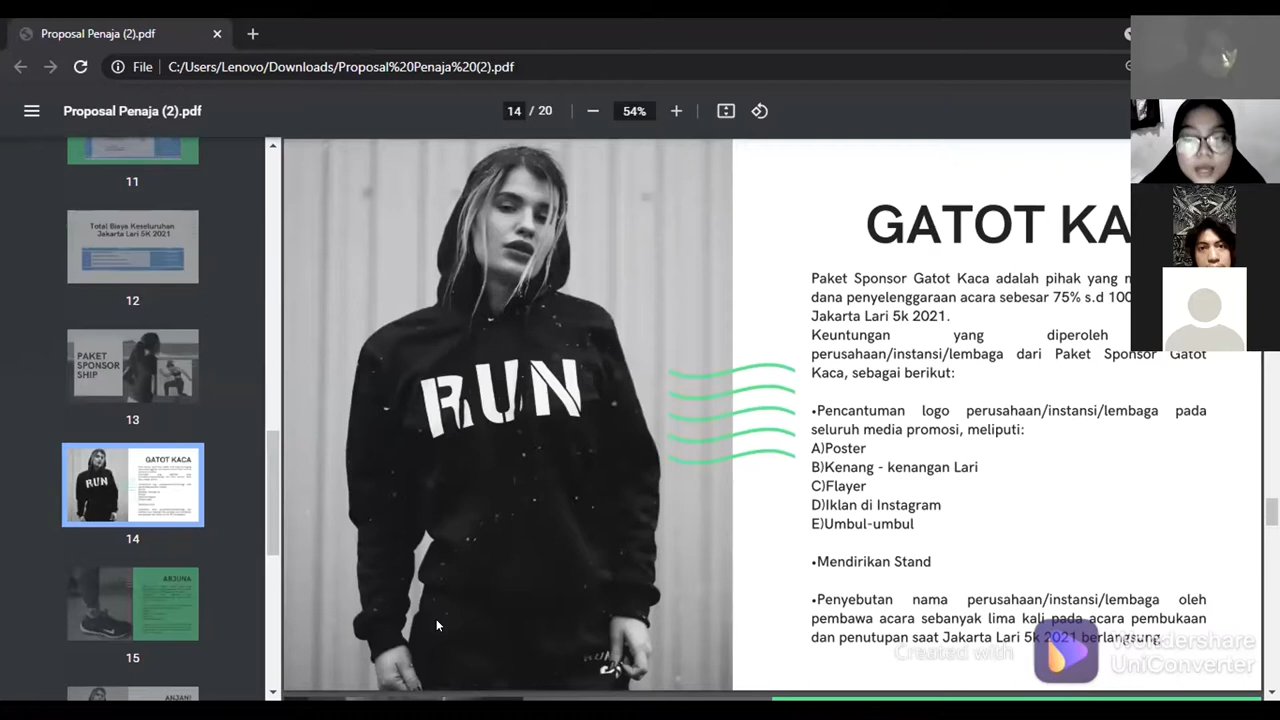 Proposal Penaja (2).pdf
File
C:/Users/Lenovo/Downloads/Proposal%20Penaja%20(2).pdf
Proposal Penaja (2).pdf
14 / 20
54%
11
Total Biaya Keseluruhan
Jakarta Lari 5K 2021
12
PAKET
SPONSOR
SHIP
13
GATOT KACA
RUN
14
ARJUNA
15
ANJANI
RUN
GATOT KA
Paket Sponsor Gatot Kaca adalah pihak yang
dana penyelenggaraan acara sebesar 75% s.d 100
Jakarta Lari 5k 2021.
Keuntungan yang diperoleh
perusahaan/instansi/lembaga dari Paket Sponsor Gatot
Kaca, sebagai berikut:
•Pencantuman logo perusahaan/instansi/lembaga pada
seluruh media promosi, meliputi:
A)Poster
B)Kenang - kenangan Lari
C)Flayer
D)Iklan di Instagram
E)Umbul-umbul
•Mendirikan Stand
•Penyebutan nama perusahaan/instansi/lembaga oleh
pembawa acara sebanyak lima kali pada acara pembukaan
dan penutupan saat Jakarta Lari 5k 2021 berlangsung
Created with
Wondershare
UniConverter